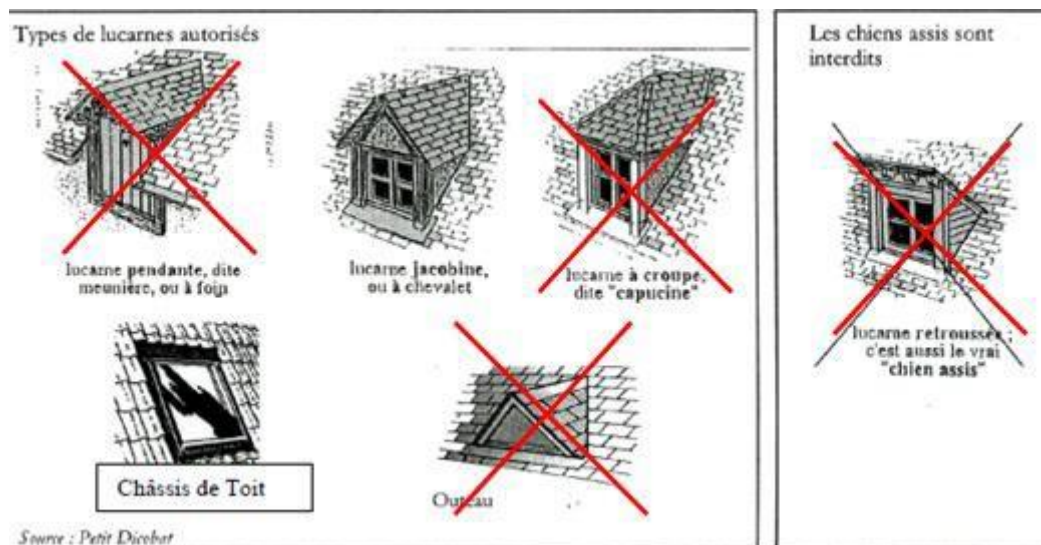 Types de lucarnes autorisés
lucarne pendante, dite
meunière, ou à foin
lucarne jacobine,
ou à chevalet
lucarne à croupe,
dite "capucine"
Châssis de Toit
Outeau
Source : Petit Dicobat
Les chiens assis sont
interdits
lucarne retroussée ;
c'est aussi le vrai
"chien assis"